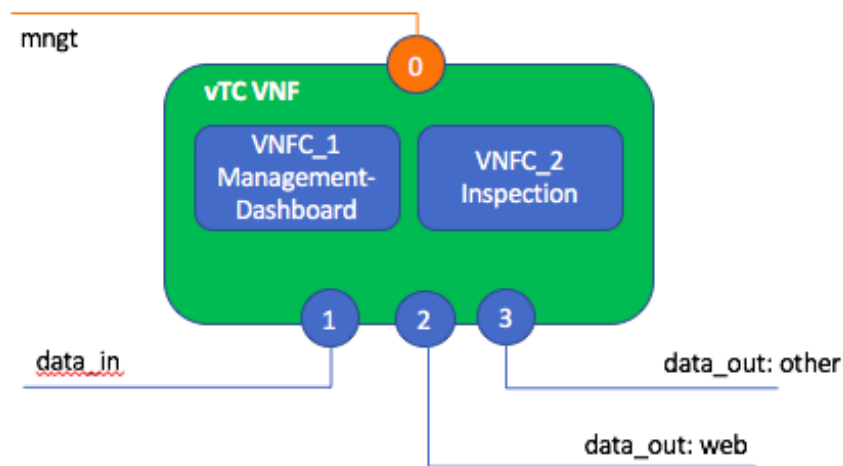 mngt
0
vTC VNF
VNFC_1
Management-
Dashboard
VNFC_2
Inspection
1
2
3
data_in
data_out: other
data_out: web